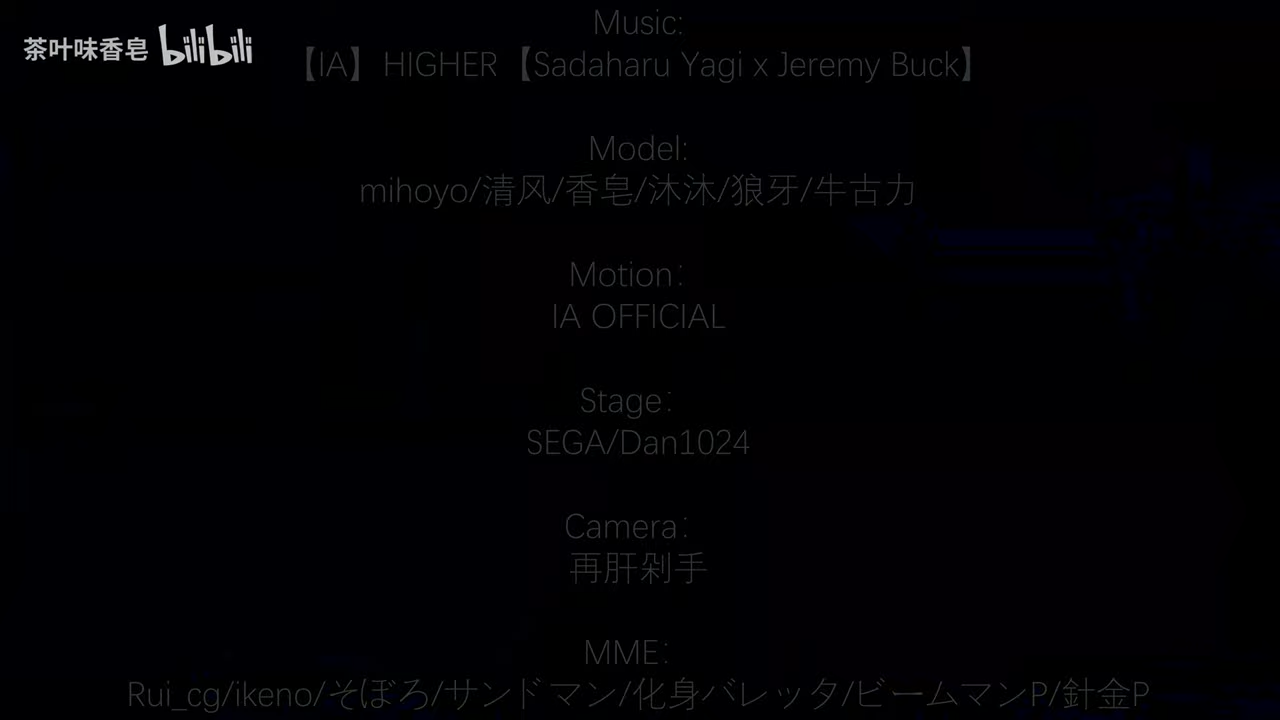 茶叶味香皂 bilibili
Music:
【IA】HIGHER【Sadaharu Yagi x Jeremy Buck】
Model:
mihoyo/清风/香皂/沐沐/狼牙/牛古力
Motion：
IA OFFICIAL
Stage：
SEGA/Dan1024
Camera：
再肝剁手
MME：
Rui_cg/ikeno/そぼろ/サンドマン/化身バレッタ/ビームマンP/針金P